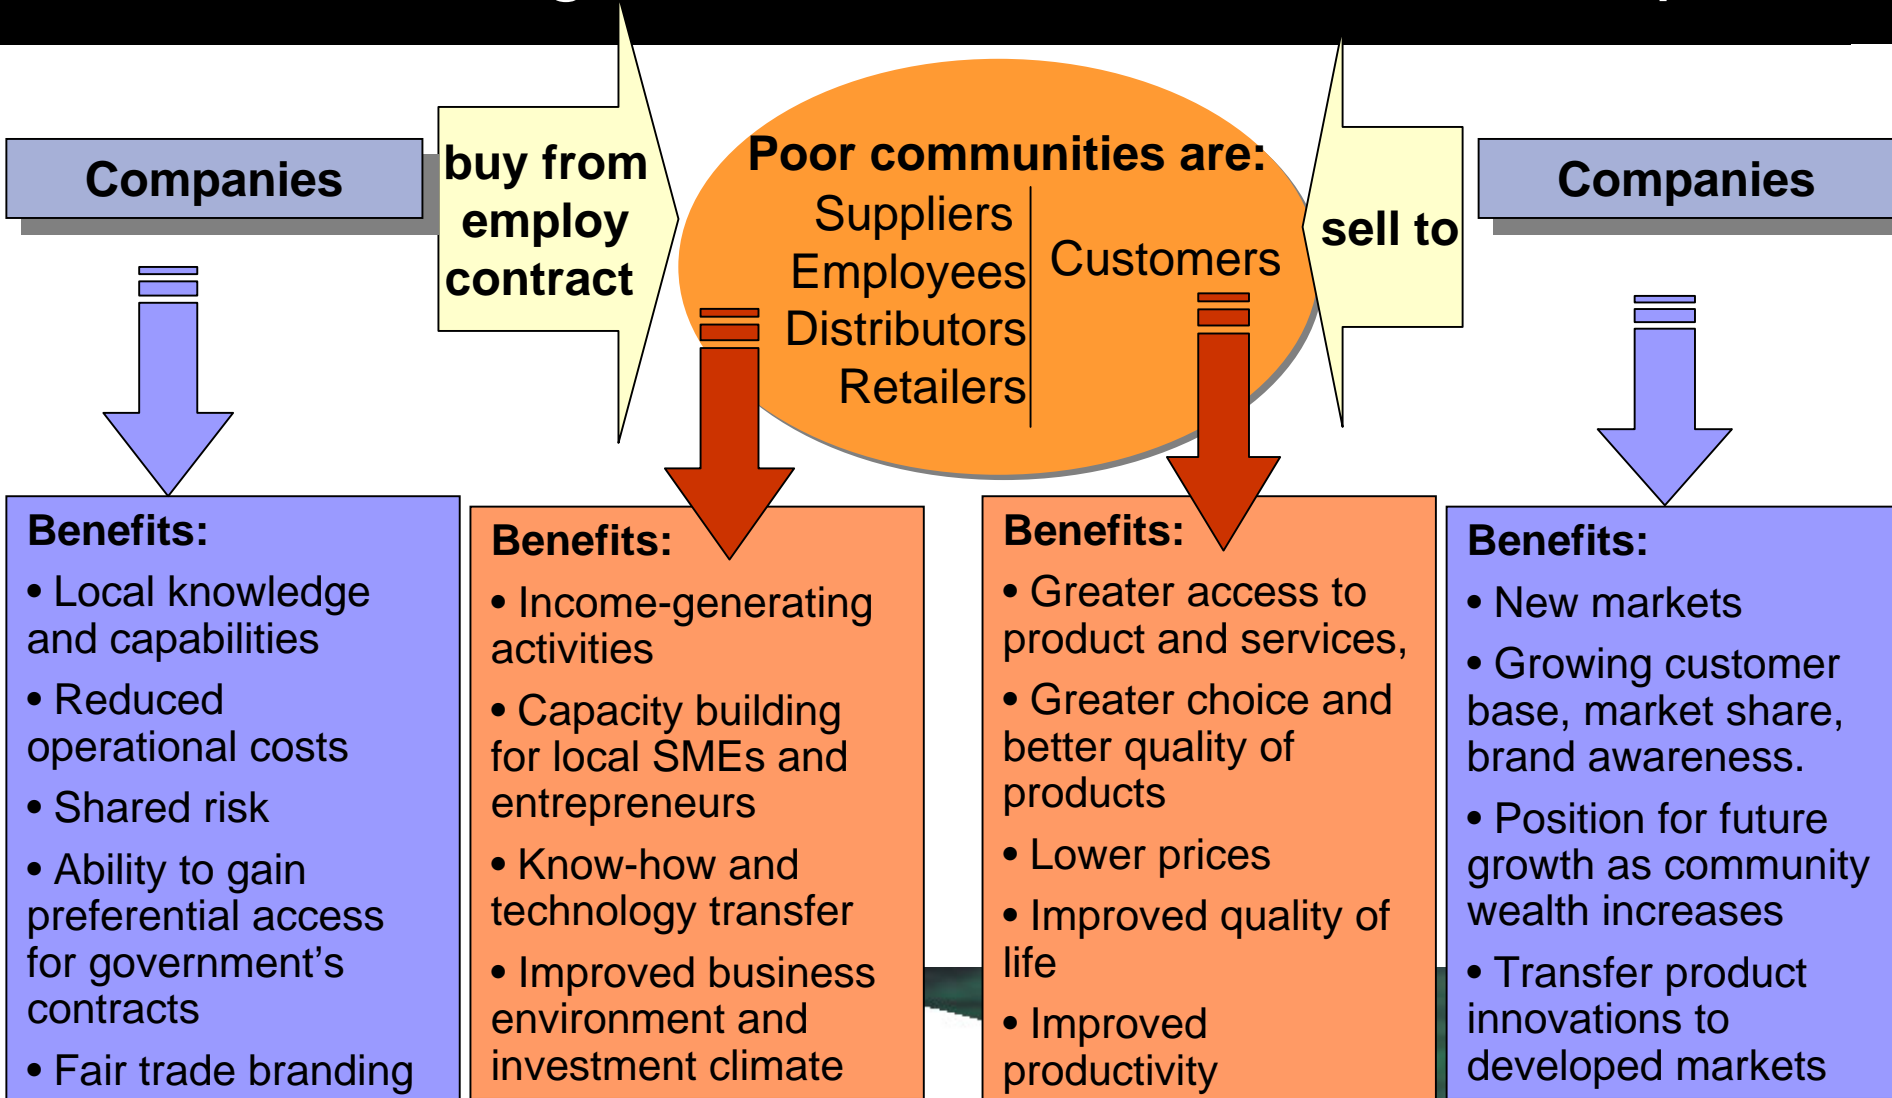 Companies
buy from
employ
contract
Poor communities are:
Suppliers
Employees
Distributors
Retailers
Customers
sell to
Companies
Benefits:
• Local knowledge
and capabilities
• Reduced
operational costs
• Shared risk
• Ability to gain
preferential access
for government's
contracts
• Fair trade branding
Benefits:
• Income-generating
activities
• Capacity building
for local SMEs and
entrepreneurs
• Know-how and
technology transfer
• Improved business
environment and
investment climate
Benefits:
• Greater access to
product and services,
• Greater choice and
better quality of
products
• Lower prices
• Improved quality of
life
• Improved
productivity
Benefits:
• New markets
• Growing customer
base, market share,
brand awareness.
• Position for future
growth as community
wealth increases
• Transfer product
innovations to
developed markets